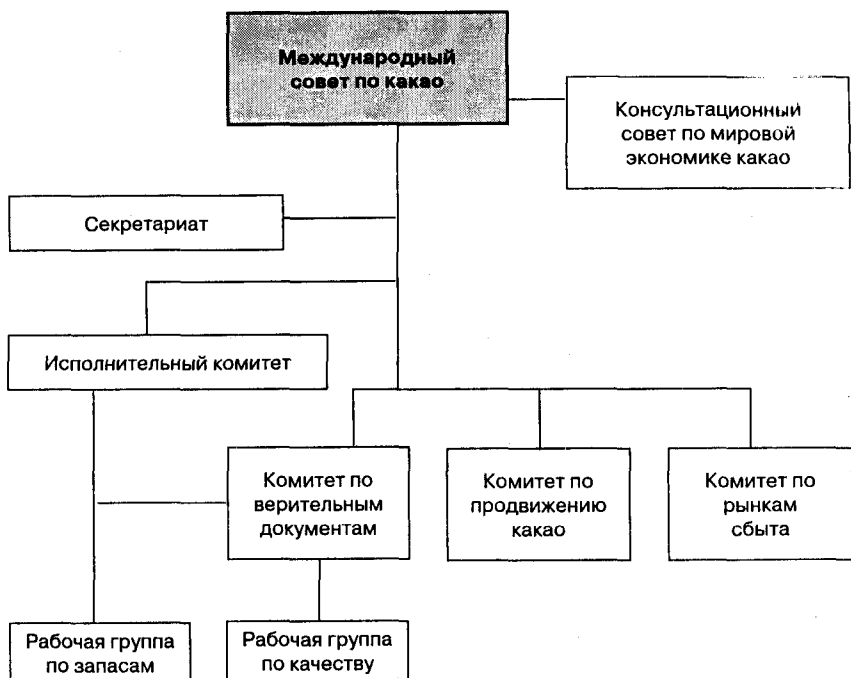 Международный
совет по какао
Консультационный
совет по мировой
экономике какао
Секретариат
Исполнительный комитет
Комитет по
верительным
документам
Комитет по
продвижению
какао
Комитет по
рынкам
сбыта
Рабочая группа
по запасам
Рабочая группа
по качеству